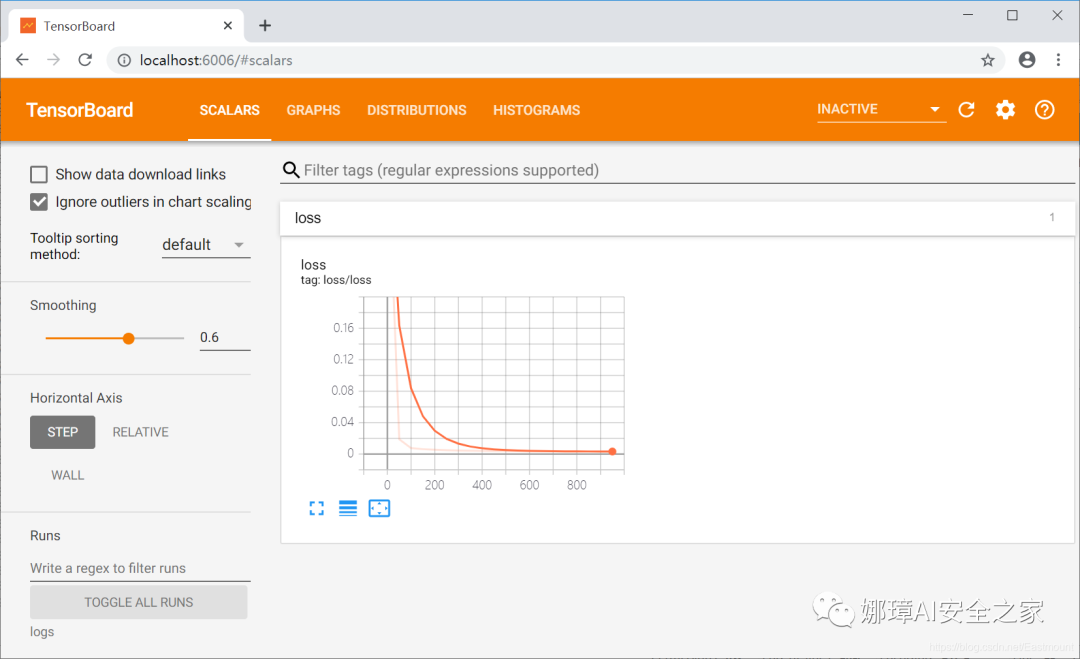 TensorBoard
localhost:6006/#scalars
TensorBoard
SCALARS
GRAPHS
DISTRIBUTIONS
HISTOGRAMS
INACTIVE
Show data download links
Ignore outliers in chart scaling
Tooltip sorting
method:
default
Smoothing
0.6
Horizontal Axis
STEP
RELATIVE
WALL
Runs
Write a regex to filter runs
TOGGLE ALL RUNS
logs
Filter tags (regular expressions supported)
loss
1
loss
tag: loss/loss
0.16
0.12
0.08
0.04
0
0
200
400
600
800
娜璋AI安全之家
https://blog.csdn.net/Eastmount